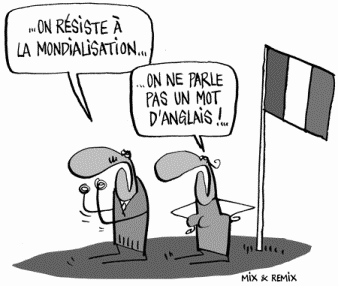 ...ON RÉSISTE À
LA MONDIALISATION...
...ON NE PARLE
PAS UN MOT
D'ANGLAIS !...
MIX & REMIX